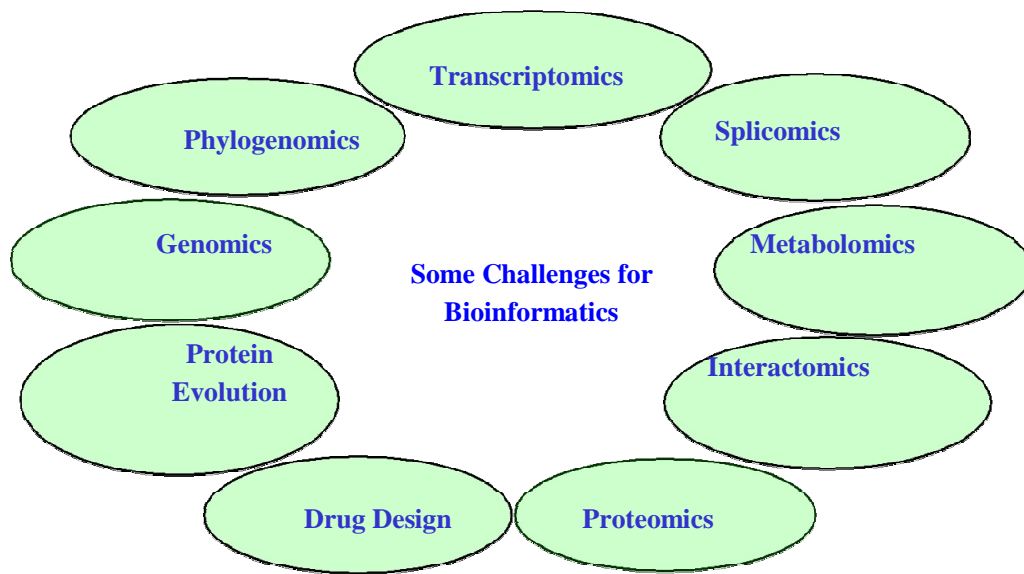 Transcriptomics
Phylogenomics
Splicomics
Genomics
Metabolomics
Some Challenges for
Bioinformatics
Protein
Evolution
Interactomics
Drug Design
Proteomics